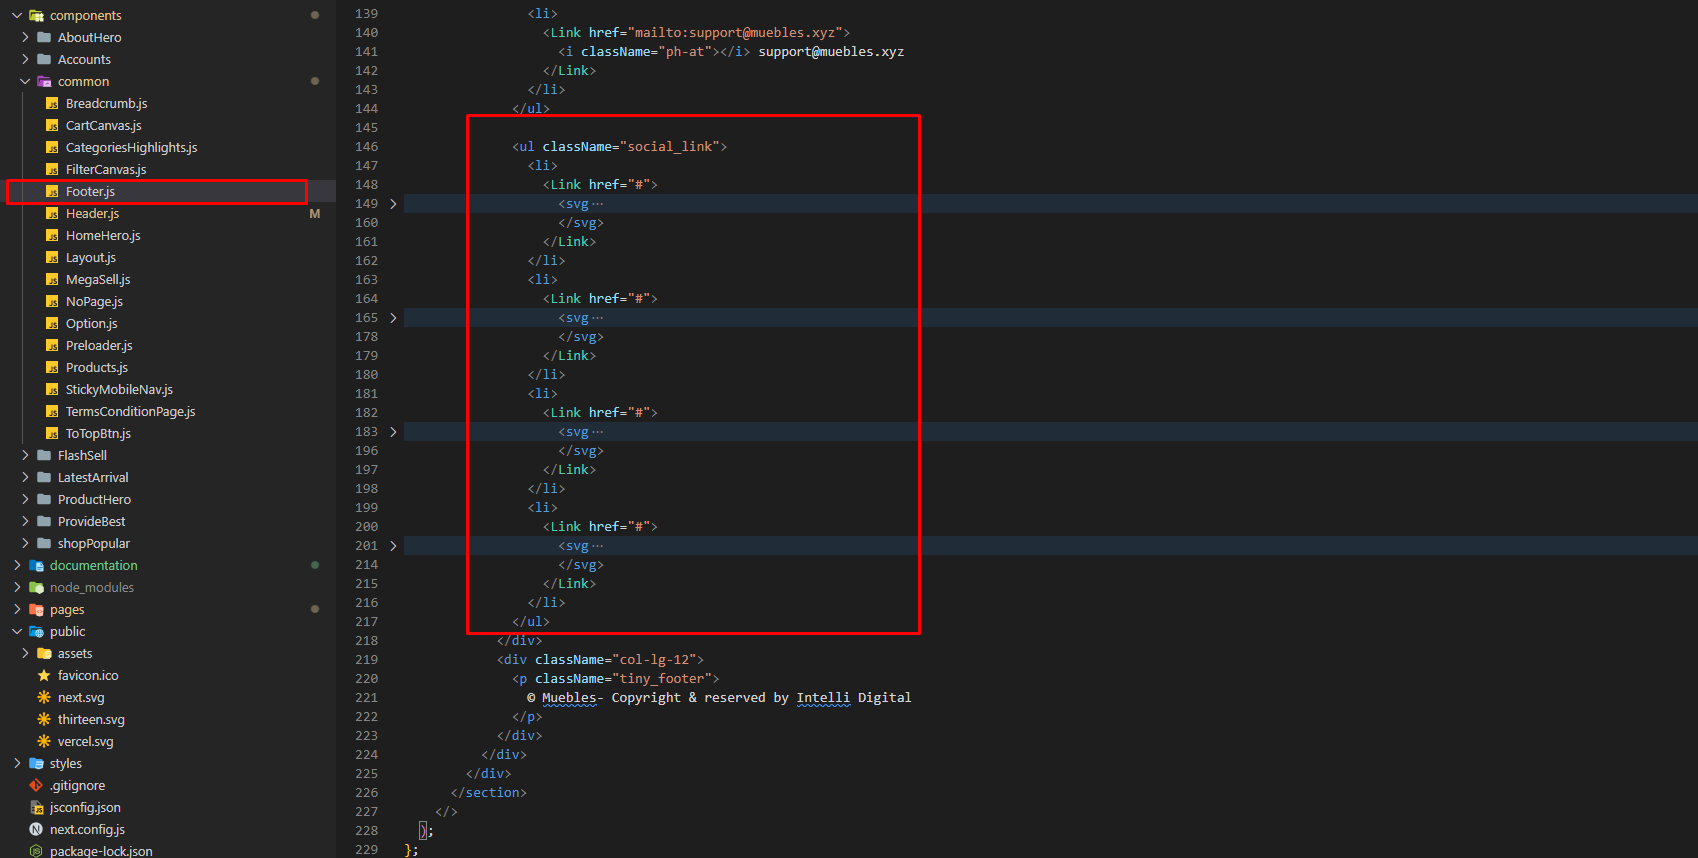 components
AboutHero
Accounts
common
Breadcrumb.js
CartCanvas.js
CategoriesHighlights.js
FilterCanvas.js
Footer.js
Header.js M
HomeHero.js
Layout.js
MegaSell.js
NoPage.js
Option.js
Preloader.js
Products.js
StickyMobileNav.js
TermsConditionPage.js
ToTopBtn.js
FlashSell
LatestArrival
ProductHero
ProvideBest
shopPopular
documentation
node_modules
pages
public
assets
favicon.ico
next.svg
thirteen.svg
vercel.svg
styles
.gitignore
jsconfig.json
next.config.js
package-lock.json
139 <li>
140 <Link href="mailto:support@muebles.xyz">
141 <i className="ph-at"></i> support@muebles.xyz
142 </Link>
143 </li>
144 </ul>
145
146 <ul className="social_link">
147 <li>
148 <Link href="#">
149 <svg…
160 </svg>
161 </Link>
162 </li>
163 <li>
164 <Link href="#">
165 <svg…
178 </svg>
179 </Link>
180 </li>
181 <li>
182 <Link href="#">
183 <svg…
196 </svg>
197 </Link>
198 </li>
199 <li>
200 <Link href="#">
201 <svg…
214 </svg>
215 </Link>
216 </li>
217 </ul>
218 </div>
219 <div className="col-lg-12">
220 <p className="tiny_footer">
221 © Muebles- Copyright & reserved by Intelli Digital
222 </p>
223 </div>
224 </div>
225 </div>
226 </section>
227 </>
228 );
229 };